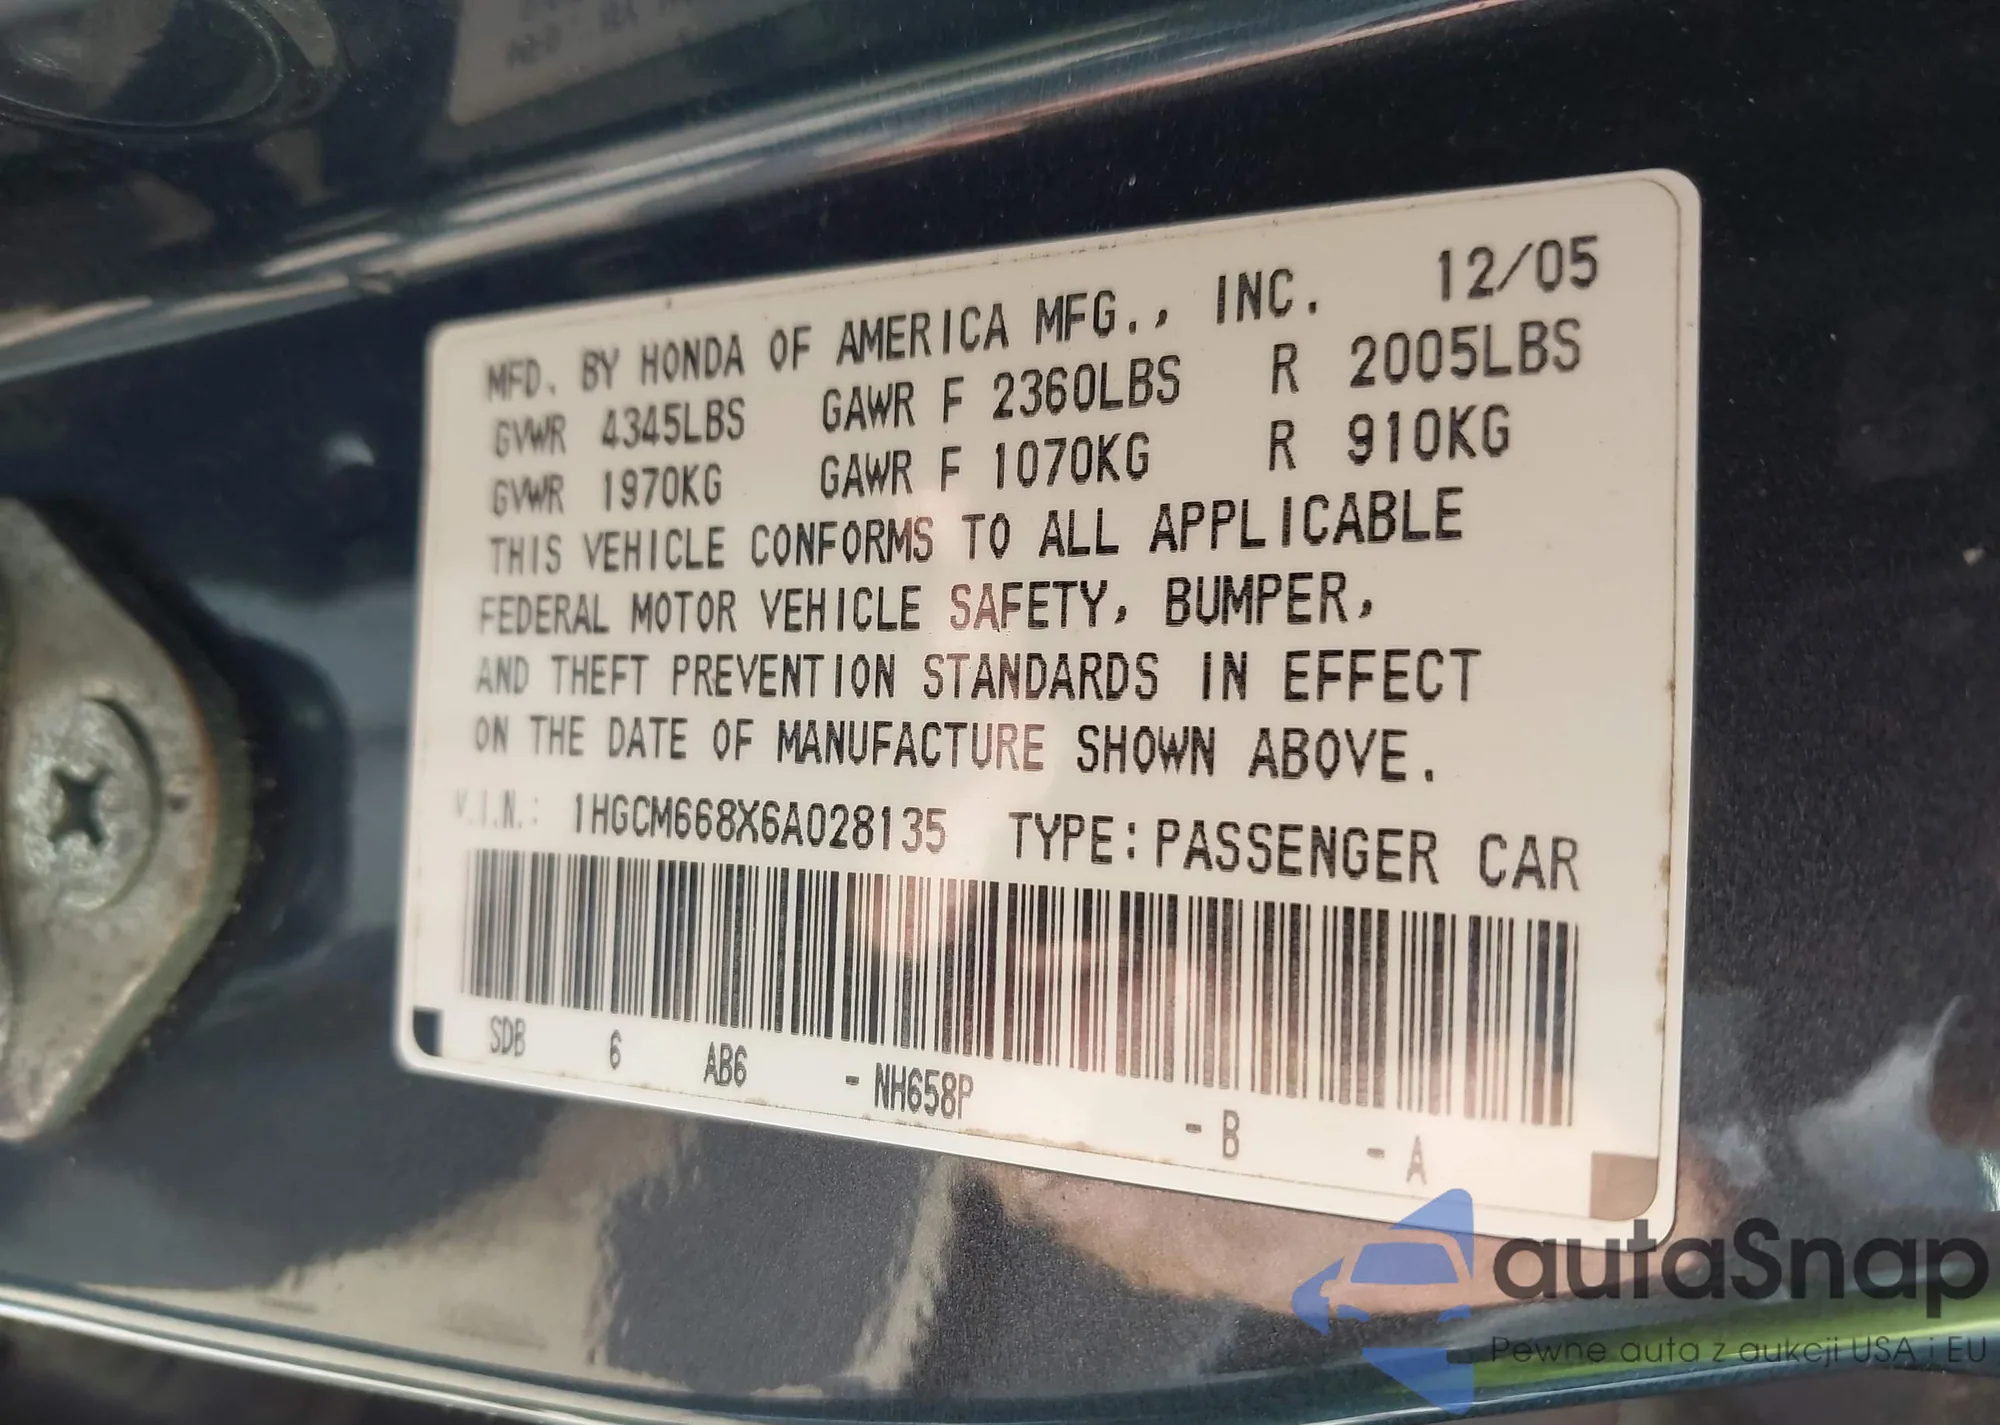 MFD. BY HONDA OF AMERICA MFG., INC. 12/05
GVWR 4345LBS GAWR F 2360LBS R 2005LBS
GVWR 1970KG GAWR F 1070KG R 910KG
THIS VEHICLE CONFORMS TO ALL APPLICABLE
FEDERAL MOTOR VEHICLE SAFETY, BUMPER,
AND THEFT PREVENTION STANDARDS IN EFFECT
ON THE DATE OF MANUFACTURE SHOWN ABOVE.
V.I.N.: 1HGCM668X6A028135 TYPE: PASSENGER CAR
SDB 6 AB6 - NH658P - B - A
autaSnap
Pewne auta z aukcji USA i EU